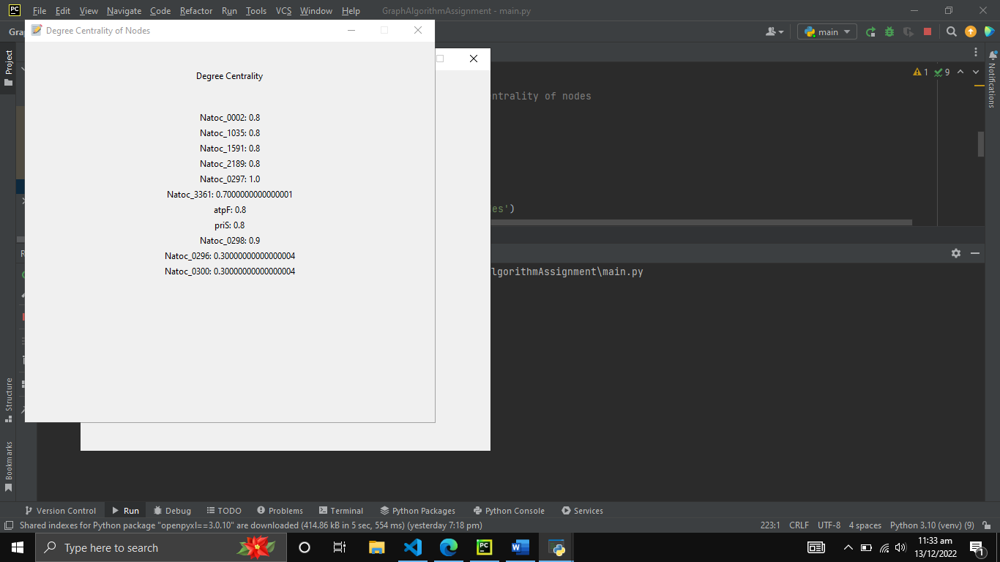 PC File Edit View Navigate Code Refactor Run Tools VCS Window Help GraphAlgorithmAssignment - main.py
Degree Centrality of Nodes
main
Project
Notifications
1 9
Degree Centrality
ntrality of nodes
Natoc_0002: 0.8
Natoc_1035: 0.8
Natoc_1591: 0.8
Natoc_2189: 0.8
Natoc_0297: 1.0
Natoc_3361: 0.7000000000000001
atpF: 0.8
es')
priS: 0.8
Natoc_0298: 0.9
Natoc_0296: 0.30000000000000004
Natoc_0300: 0.30000000000000004
lgorithmAssignment\main.py
Structure
Bookmarks
Version Control Run Debug TODO Problems Terminal Python Packages Python Console Services
Shared indexes for Python package "openpyxl==3.0.10" are downloaded (414.86 kB in 5 sec, 554 ms) (yesterday 7:18 pm) 223:1 CRLF UTF-8 4 spaces Python 3.10 (venv) (9)
Type here to search PC 11:33 am
13/12/2022 1